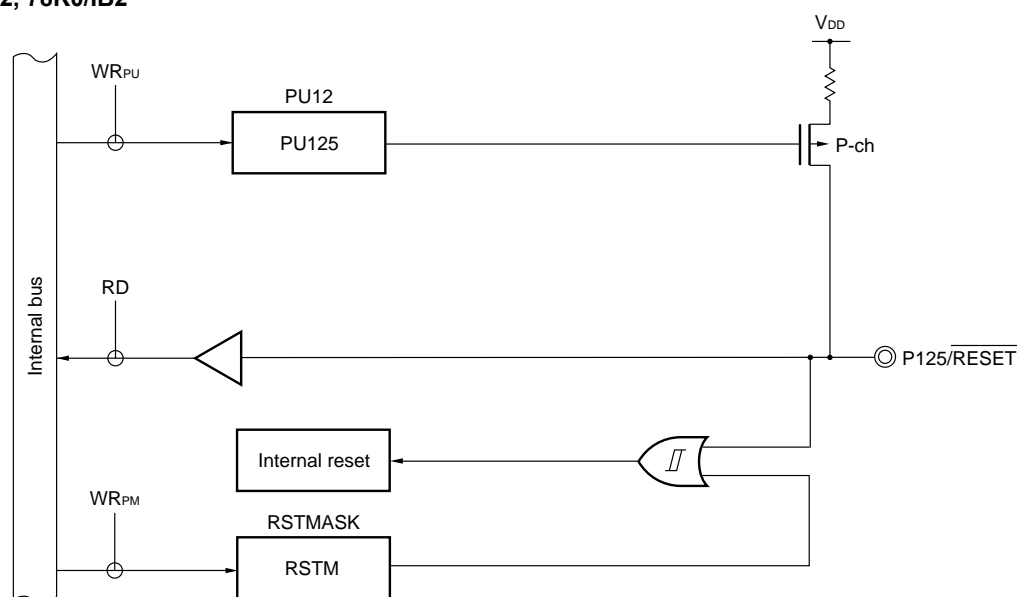 2, 78K0/IB2
VDD
WRPU
PU12
PU125
P-ch
Internal bus
RD
P125/RESET
Internal reset
WRPM
RSTMASK
RSTM